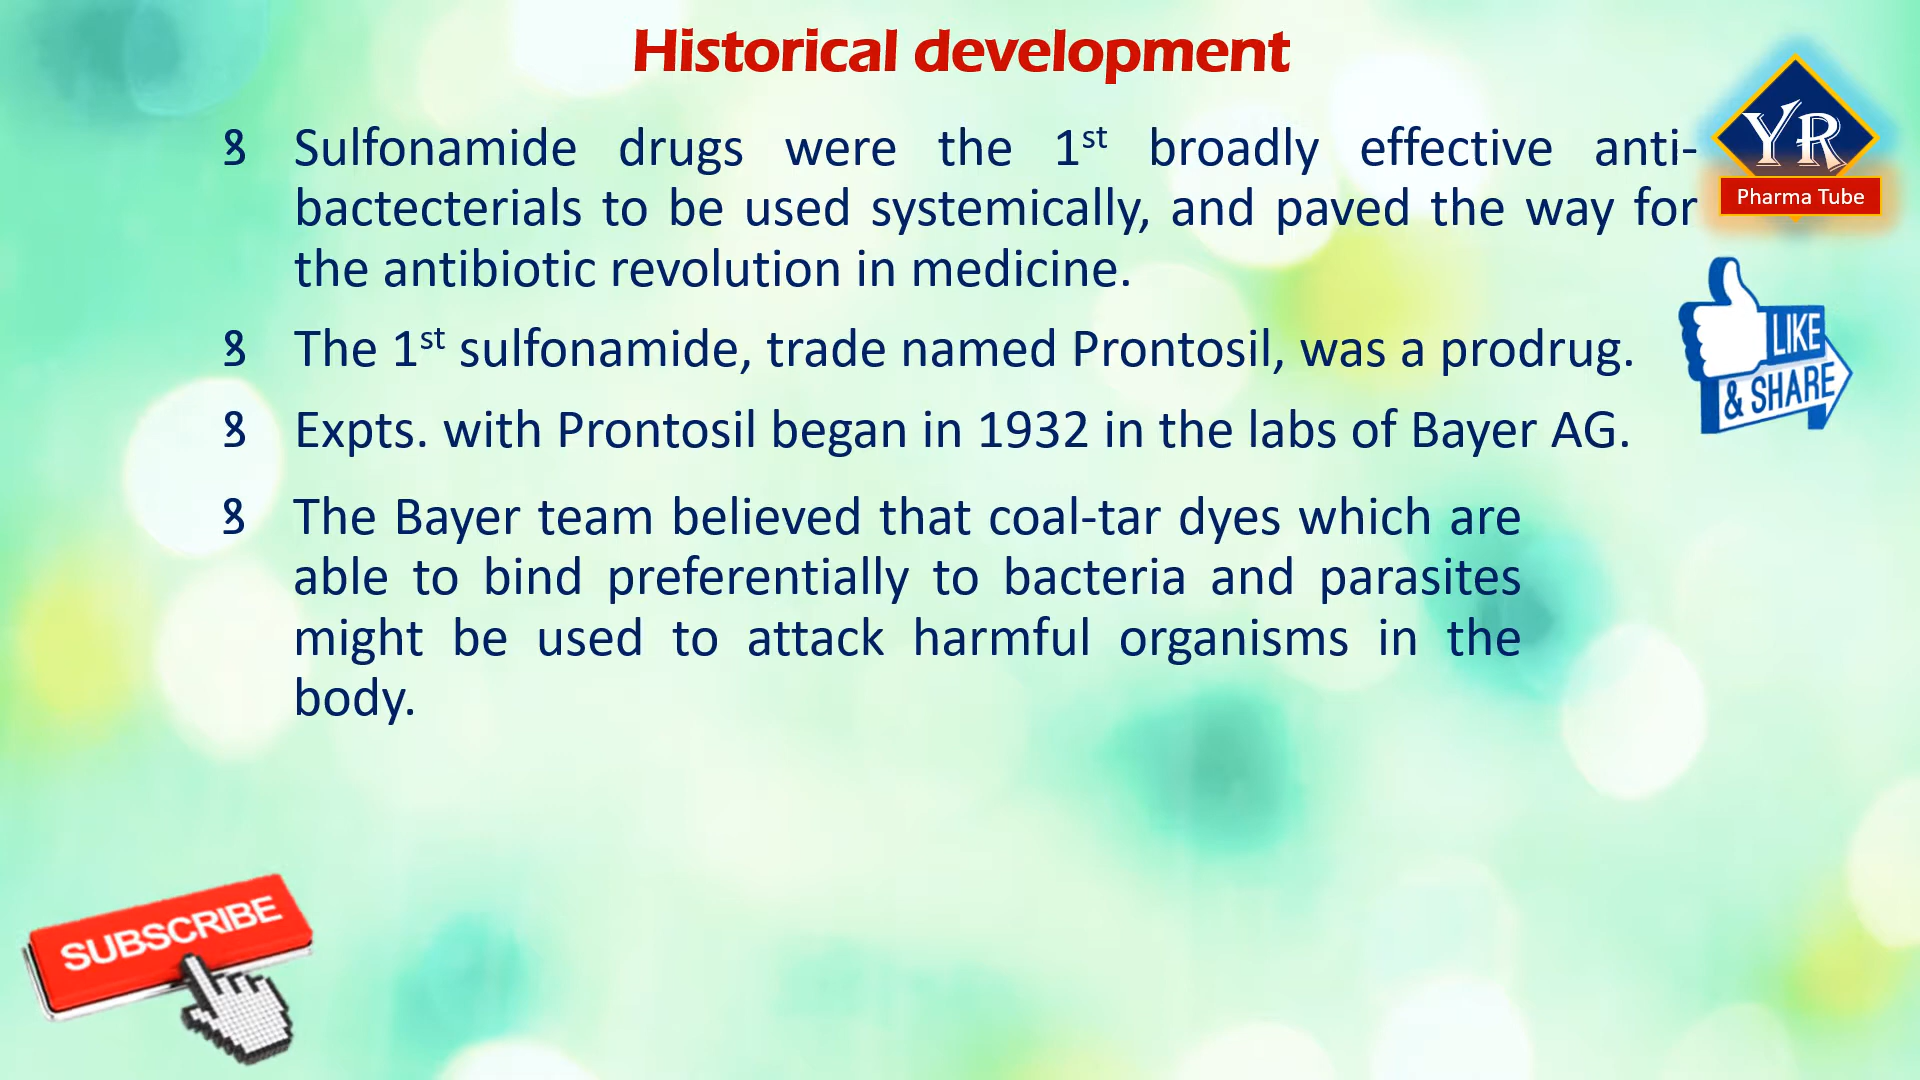 Historical development
Sulfonamide drugs were the 1st broadly effective anti-
bactecterials to be used systemically, and paved the way for
the antibiotic revolution in medicine.
The 1st sulfonamide, trade named Prontosil, was a prodrug.
Expts. with Prontosil began in 1932 in the labs of Bayer AG.
The Bayer team believed that coal-tar dyes which are
able to bind preferentially to bacteria and parasites
might be used to attack harmful organisms in the
body.
YR
Pharma Tube
LIKE
& SHARE
SUBSCRIBE